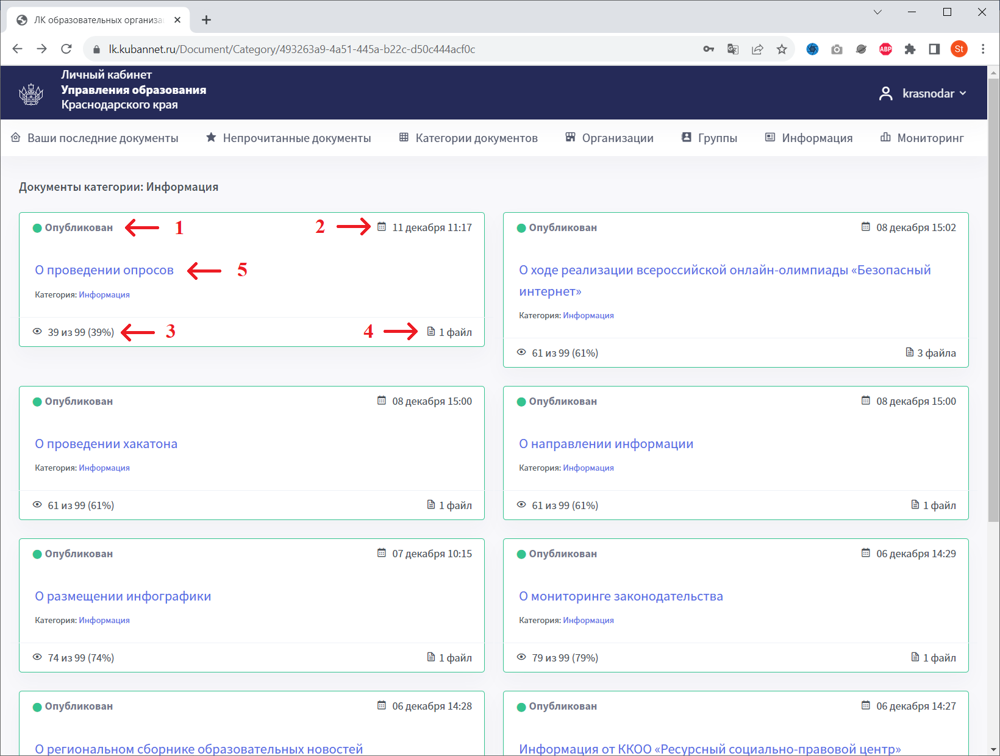 ЛК образовательных организа
lk.kubannet.ru/Document/Category/493263a9-4a51-445a-b22c-d50c444acf0c
ABP
St
Личный кабинет
Управления образования
Краснодарского края
krasnodar
Ваши последние документы
Непрочитанные документы
Категории документов
Организации
Группы
Информация
Мониторинг
Документы категории: Информация
Опубликован
1
2
11 декабря 11:17
О проведении опросов
5
Категория: Информация
39 из 99 (39%)
3
4
1 файл
Опубликован
08 декабря 15:02
О ходе реализации всероссийской онлайн-олимпиады «Безопасный
интернет»
Категория: Информация
61 из 99 (61%)
3 файла
Опубликован
08 декабря 15:00
О проведении хакатона
Категория: Информация
61 из 99 (61%)
1 файл
Опубликован
08 декабря 15:00
О направлении информации
Категория: Информация
61 из 99 (61%)
1 файл
Опубликован
07 декабря 10:15
О размещении инфографики
Категория: Информация
74 из 99 (74%)
1 файл
Опубликован
06 декабря 14:29
О мониторинге законодательства
Категория: Информация
79 из 99 (79%)
1 файл
Опубликован
06 декабря 14:28
О региональном сборнике образовательных новостей
Опубликован
06 декабря 14:27
Информация от ККОО «Ресурсный социально-правовой центр»